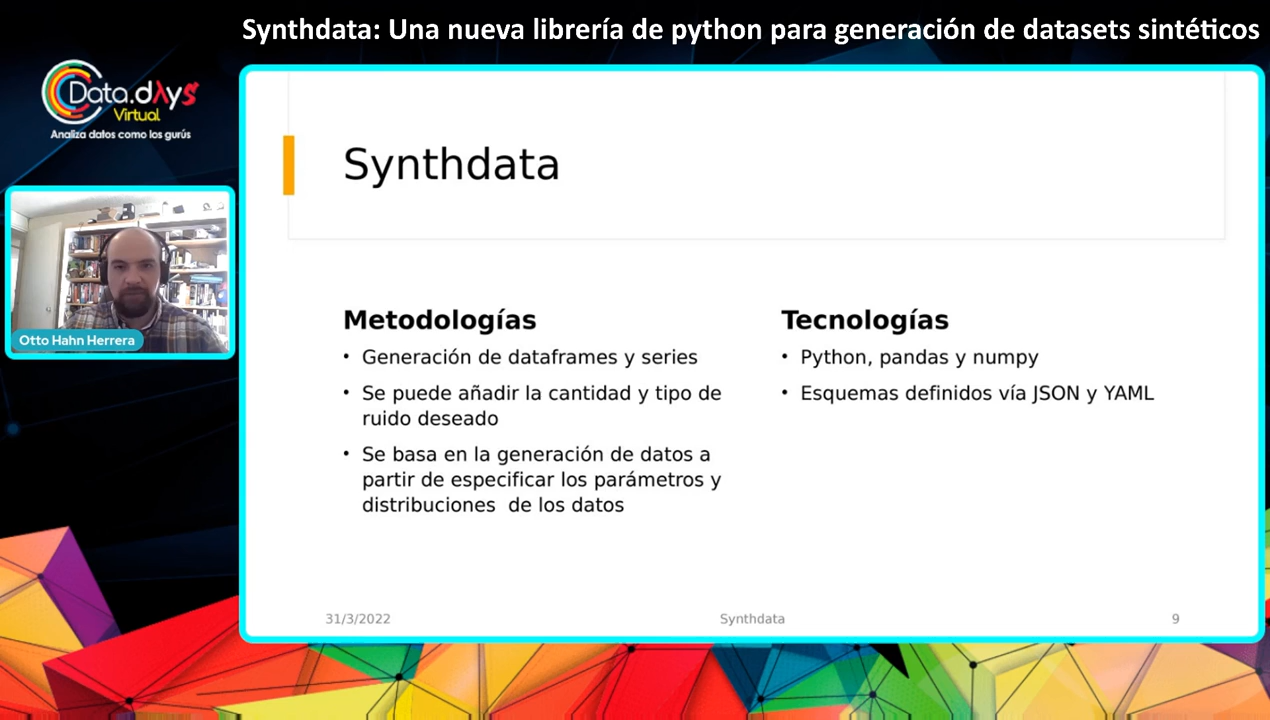 Synthdata: Una nueva librería de python para generación de datasets sintéticos
Data.dλys
Virtual
Analiza datos como los gurús
Otto Hahn Herrera
Synthdata
Metodologías
• Generación de dataframes y series
• Se puede añadir la cantidad y tipo de
ruido deseado
• Se basa en la generación de datos a
partir de especificar los parámetros y
distribuciones de los datos
Tecnologías
• Python, pandas y numpy
• Esquemas definidos vía JSON y YAML
31/3/2022
Synthdata
9